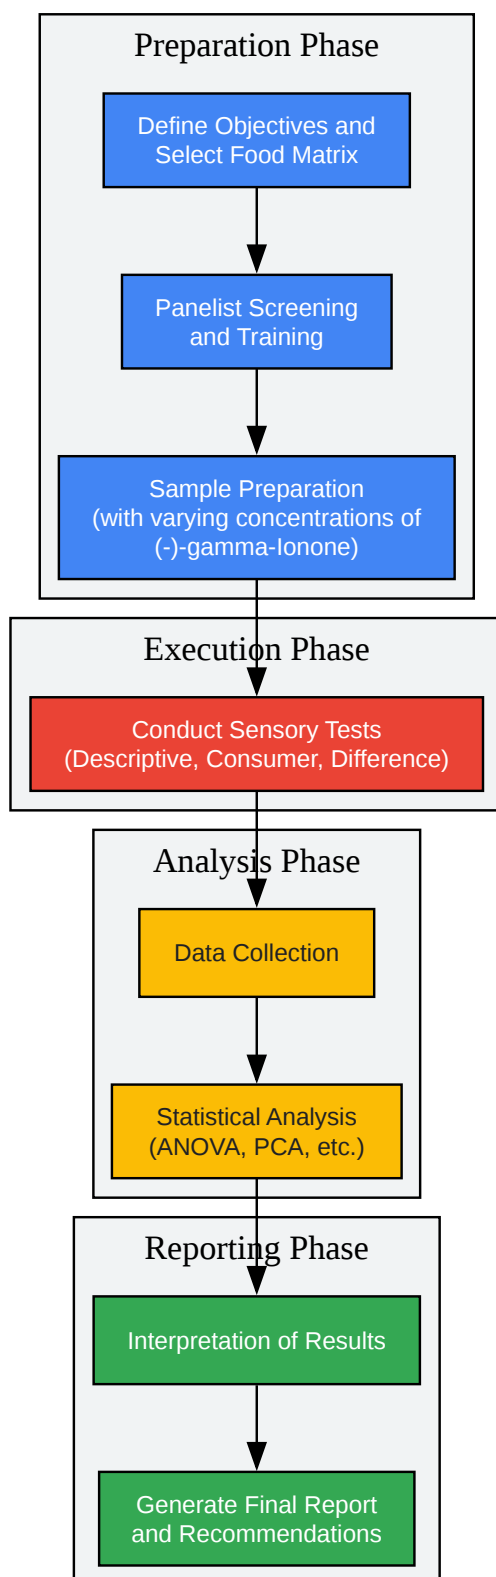 Preparation Phase
Define Objectives and
Select Food Matrix
Panelist Screening
and Training
Sample Preparation
(with varying concentrations of
(-)-gamma-Ionone)
Execution Phase
Conduct Sensory Tests
(Descriptive, Consumer, Difference)
Analysis Phase
Data Collection
Statistical Analysis
(ANOVA, PCA, etc.)
Reporting Phase
Interpretation of Results
Generate Final Report
and Recommendations